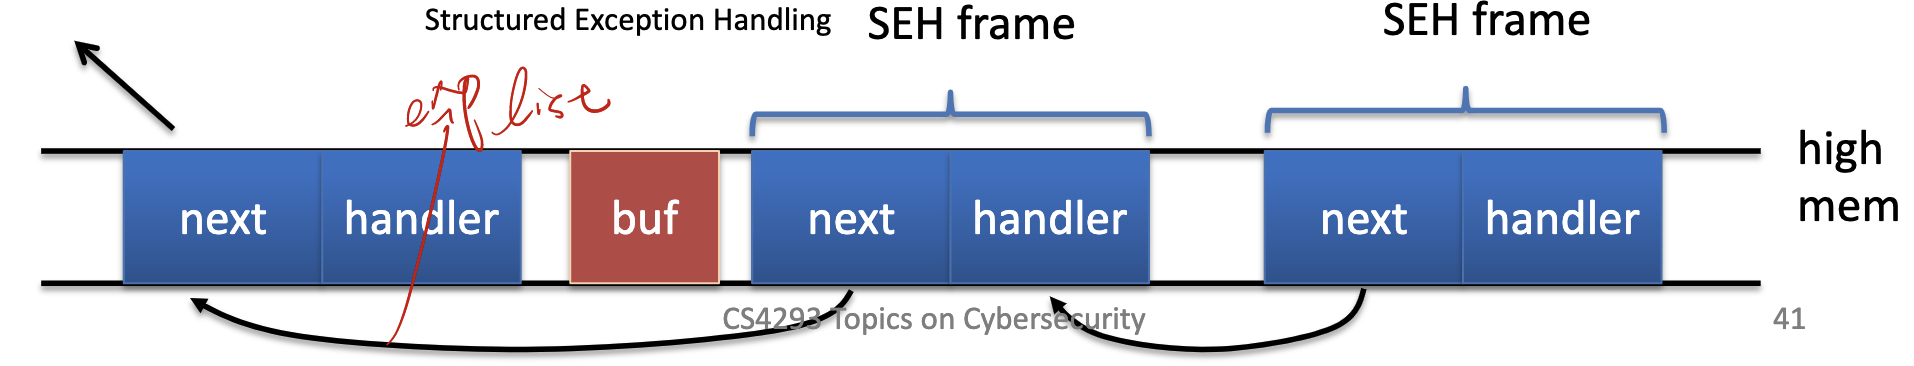 Structured Exception Handling
SEH frame
SEH frame
list
high
mem
next
handler
buf
next
handler
next
handler
CS4293 Topics on Cybersecurity
41